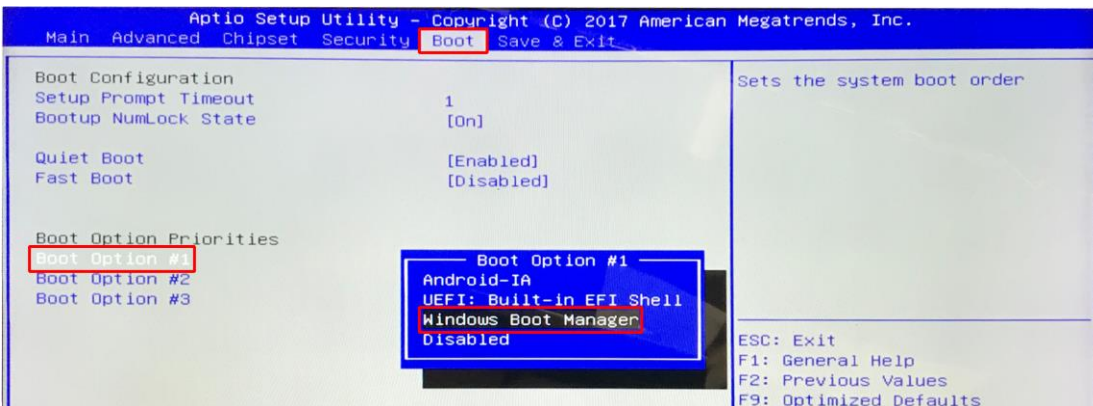 Aptio Setup Utility - Copyright (C) 2017 American Megatrends, Inc.
Main Advanced Chipset Security Boot Save & Exit
Boot Configuration
Setup Prompt Timeout 1
Bootup NumLock State [On]
Quiet Boot [Enabled]
Fast Boot [Disabled]
Boot Option Priorities
Boot Option #1
Boot Option #2
Boot Option #3
Boot Option #1
Android-IA
UEFI: Built-in EFI Shell
Windows Boot Manager
Disabled
Sets the system boot order
ESC: Exit
F1: General Help
F2: Previous Values
F9: Optimized Defaults